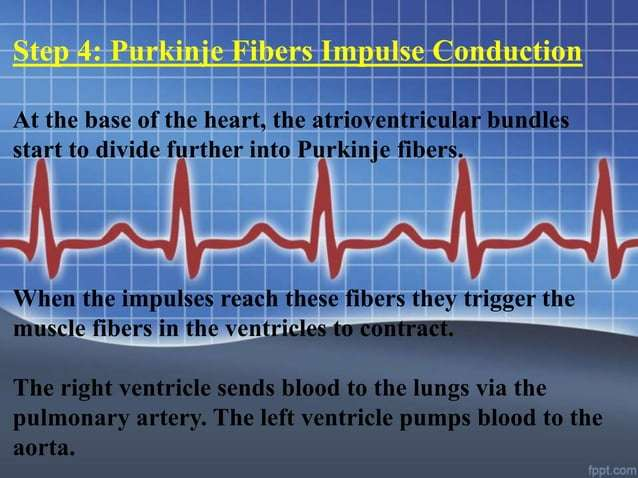 Step 4: Purkinje Fibers Impulse Conduction
At the base of the heart, the atrioventricular bundles
start to divide further into Purkinje fibers.
When the impulses reach these fibers they trigger the
muscle fibers in the ventricles to contract.
The right ventricle sends blood to the lungs via the
pulmonary artery. The left ventricle pumps blood to the
aorta.
fppt.com